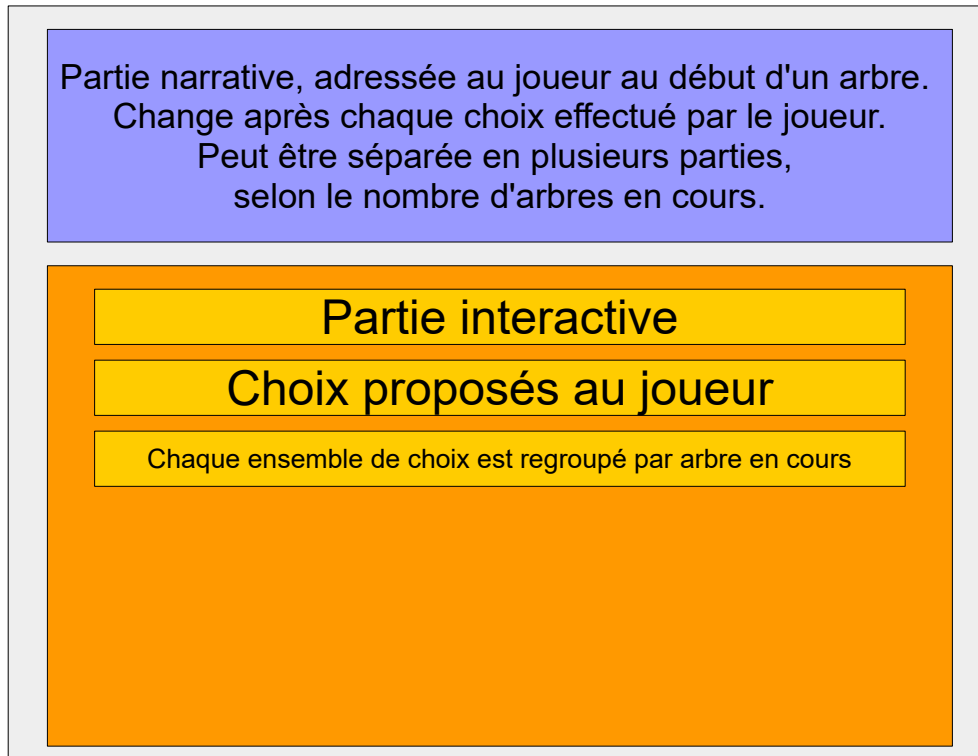 Partie narrative, adressée au joueur au début d'un arbre.
Change après chaque choix effectué par le joueur.
Peut être séparée en plusieurs parties,
selon le nombre d'arbres en cours.
Partie interactive
Choix proposés au joueur
Chaque ensemble de choix est regroupé par arbre en cours